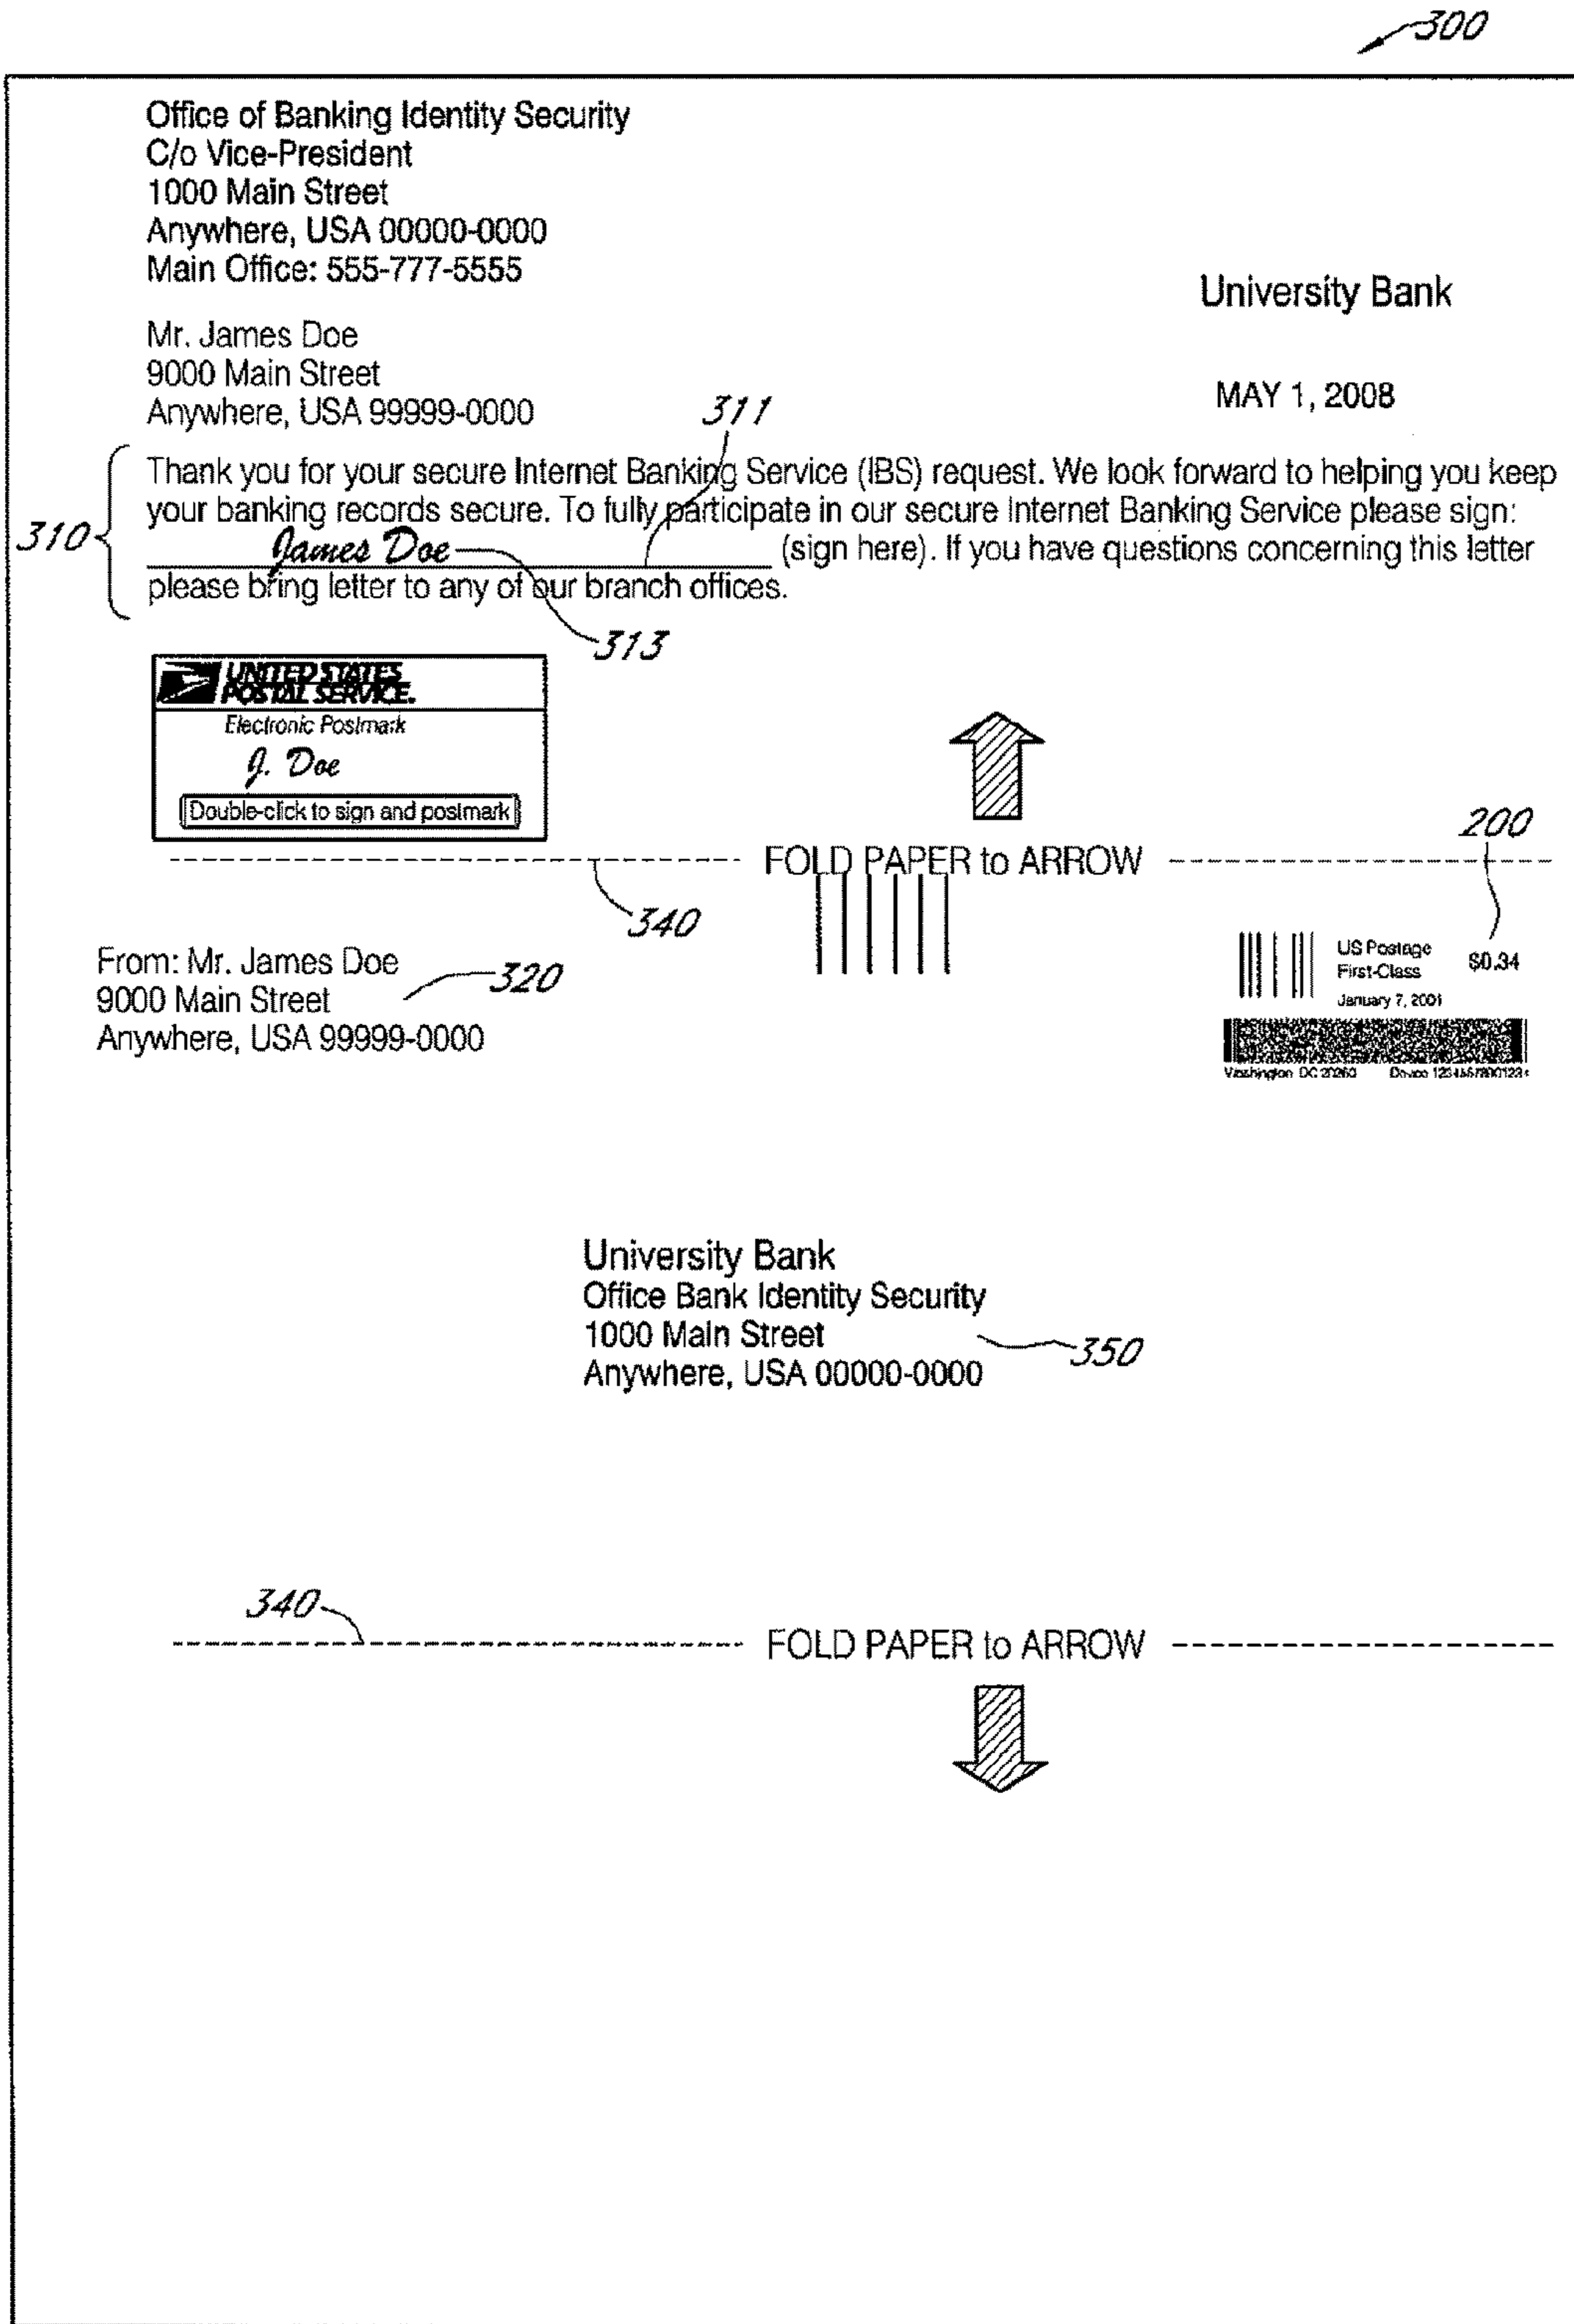 300
Office of Banking Identity Security
C/o Vice-President
1000 Main Street
Anywhere, USA 00000-0000
Main Office: 555-777-5555
University Bank
Mr. James Doe
9000 Main Street
Anywhere, USA 99999-0000
MAY 1, 2008
311
Thank you for your secure Internet Banking Service (IBS) request. We look forward to helping you keep
your banking records secure. To fully participate in our secure Internet Banking Service please sign:
310
James Doe (sign here). If you have questions concerning this letter
please bring letter to any of our branch offices.
313
UNITED STATES
POSTAL SERVICE.
Electronic Postmark
J. Doe
Double-click to sign and postmark
200
FOLD PAPER to ARROW
340
From: Mr. James Doe
9000 Main Street
Anywhere, USA 99999-0000
320
US Postage
First-Class
$0.34
January 7, 2001
Washington DC 20260
University Bank
Office Bank Identity Security
1000 Main Street
Anywhere, USA 00000-0000
350
340
FOLD PAPER to ARROW